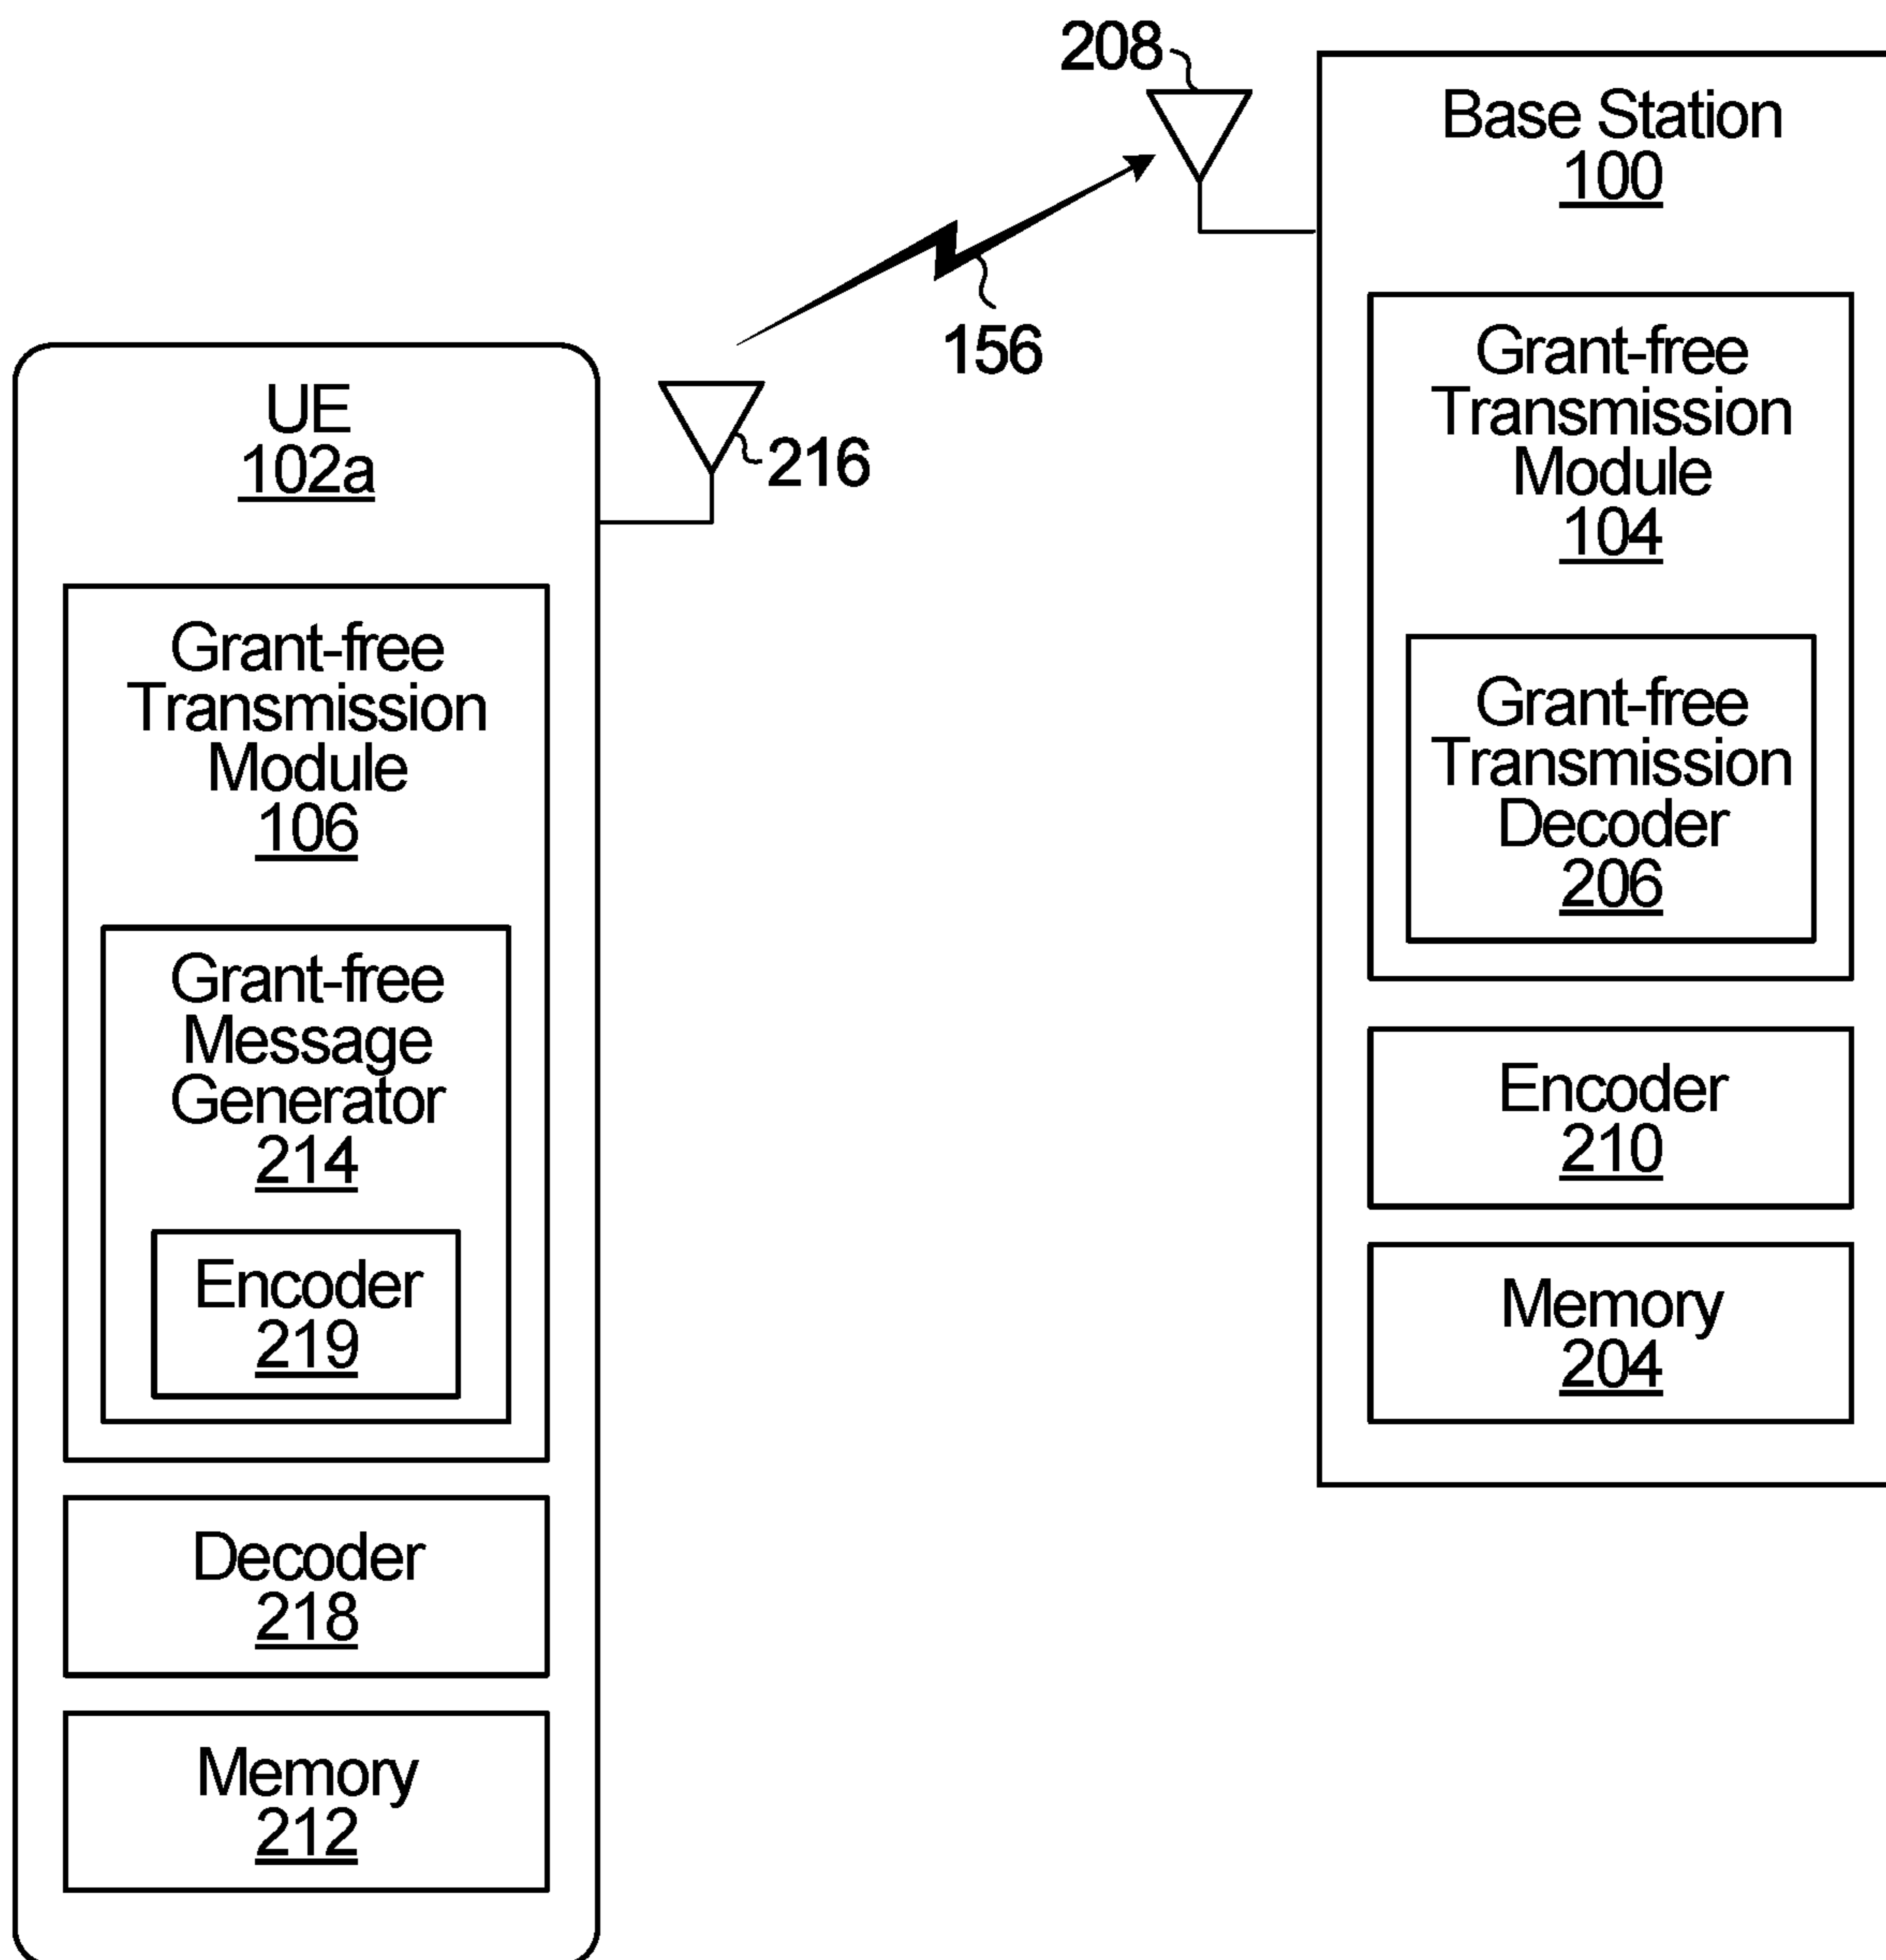 208
Base Station
100
156
Grant-free
Transmission
Module
104
UE
102a
216
Grant-free
Transmission
Module
106
Grant-free
Transmission
Decoder
206
Grant-free
Message
Generator
214
Encoder
219
Encoder
210
Memory
204
Decoder
218
Memory
212